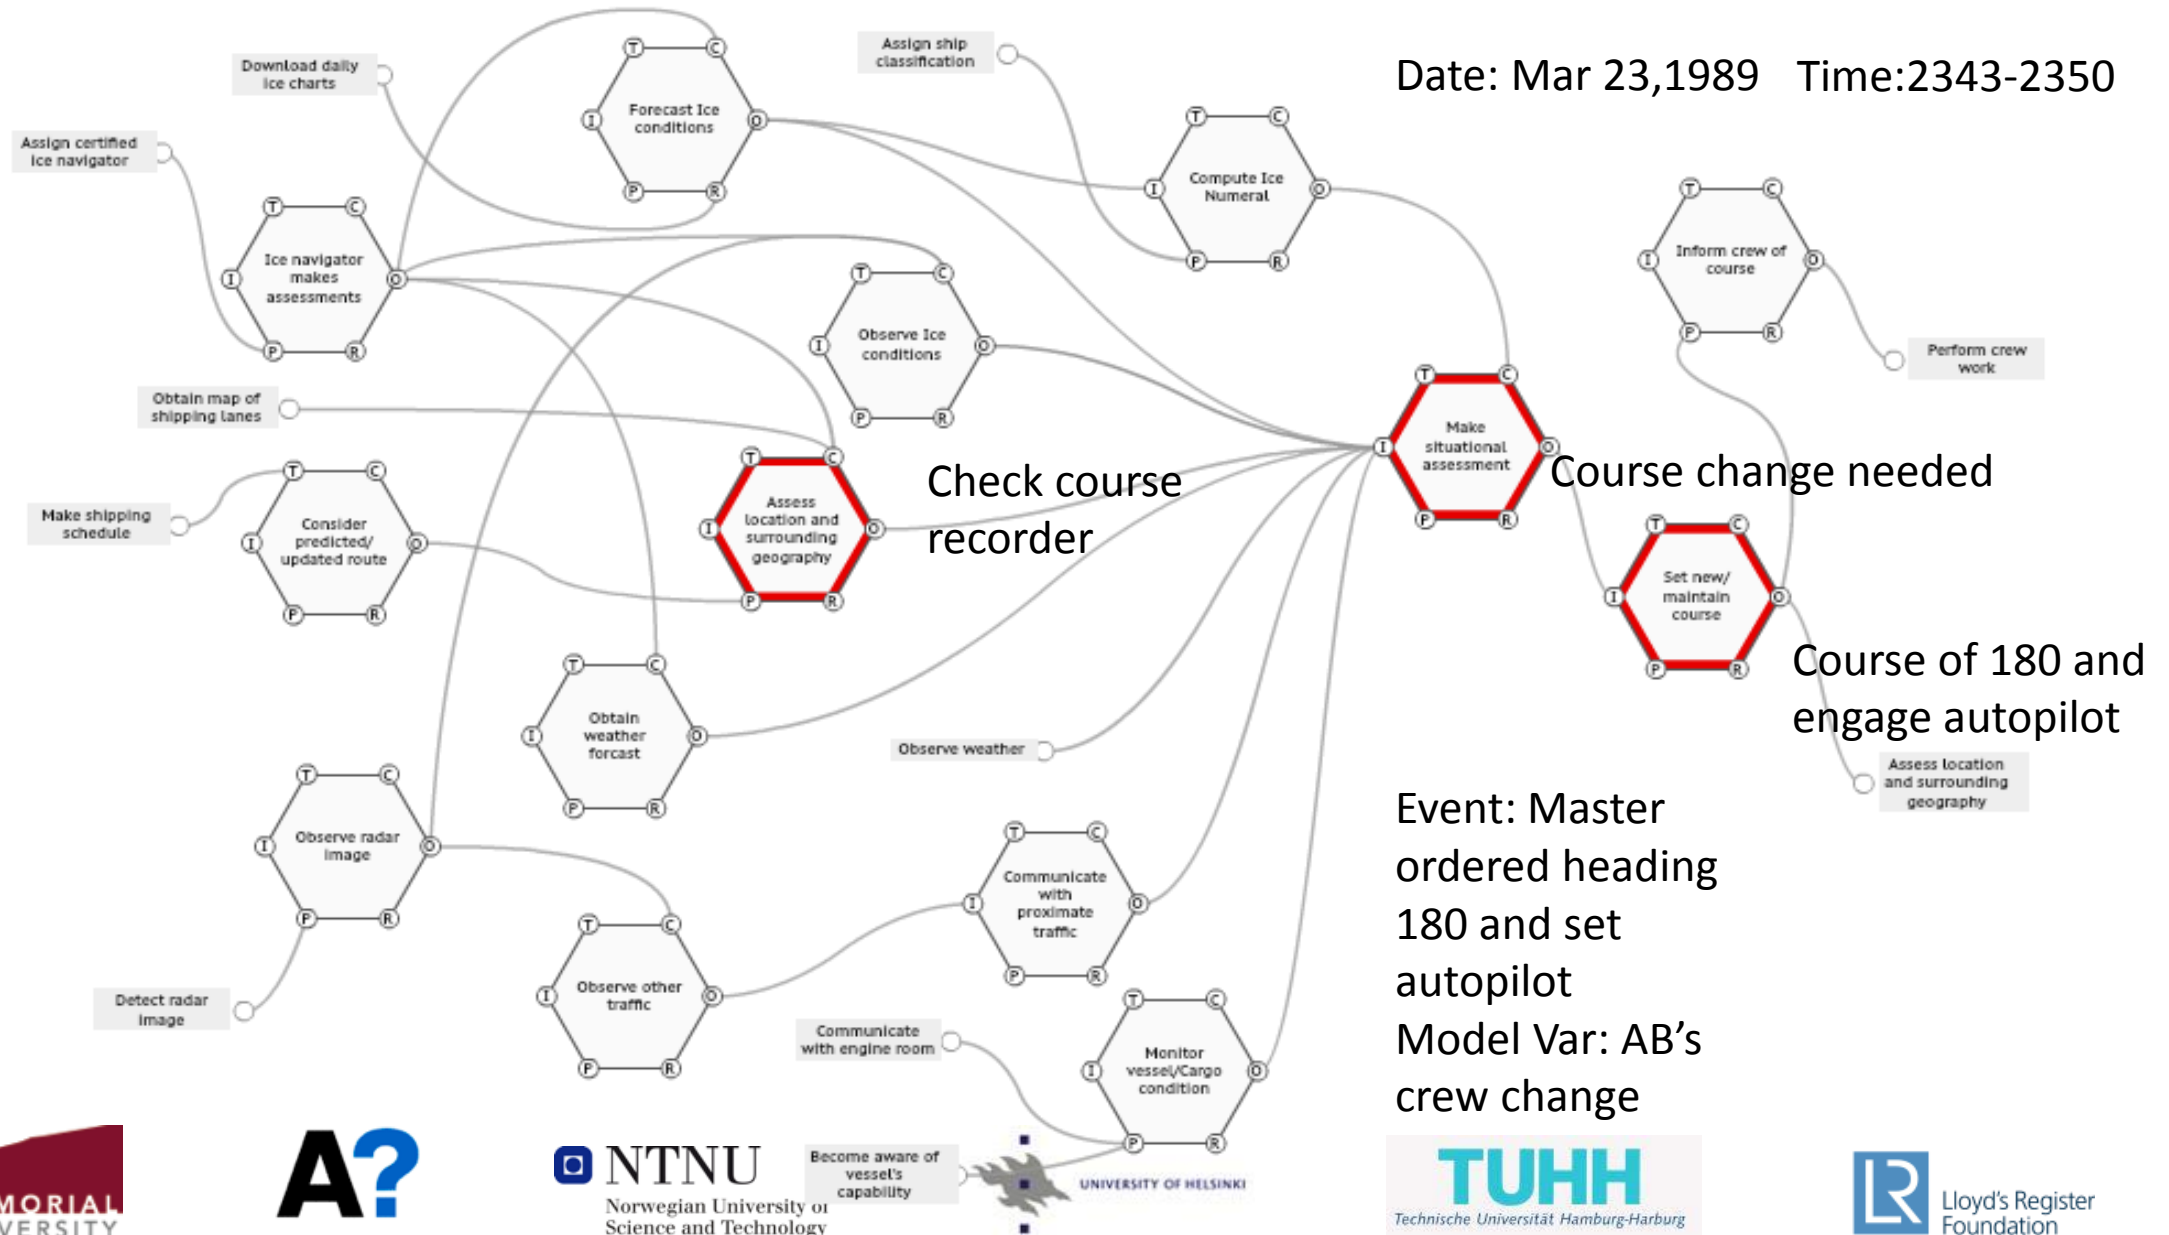 Date: Mar 23,1989 Time:2343-2350
Download daily
ice charts
Assign ship
classification
Assign certified
ice navigator
T C
I Forecast Ice O
conditions
P R
T C
I Compute Ice O
Numeral
P R
T C
I Ice navigator O
makes
assessments
P R
T C
I Observe Ice O
conditions
P R
T C
I Inform crew of O
course
P R
Perform crew
work
Obtain map of
shipping lanes
Make shipping
schedule
T C
I Consider O
predicted/
updated route
P R
T C
I Assess O
location and
surrounding
geography
P R
Check course
recorder
T C
I Make O
situational
assessment
P R
Course change needed
T C
I Set new/ O
maintain
course
P R
Course of 180 and
engage autopilot
Assess location
and surrounding
geography
T C
I Obtain O
weather
forcast
P R
Observe weather
T C
I Observe radar O
image
P R
Detect radar
image
T C
I Observe other O
traffic
P R
T C
I Communicate O
with
proximate
traffic
P R
Communicate
with engine room
T C
I Monitor O
vessel/Cargo
condition
P R
Become aware of
vessel's
capability
Event: Master
ordered heading
180 and set
autopilot
Model Var: AB’s
crew change
MORIAL
VERSITY
A?
NTNU
Norwegian University of
Science and Technology
UNIVERSITY OF HELSINKI
TUHH
Technische Universität Hamburg-Harburg
LR
Lloyd's Register
Foundation